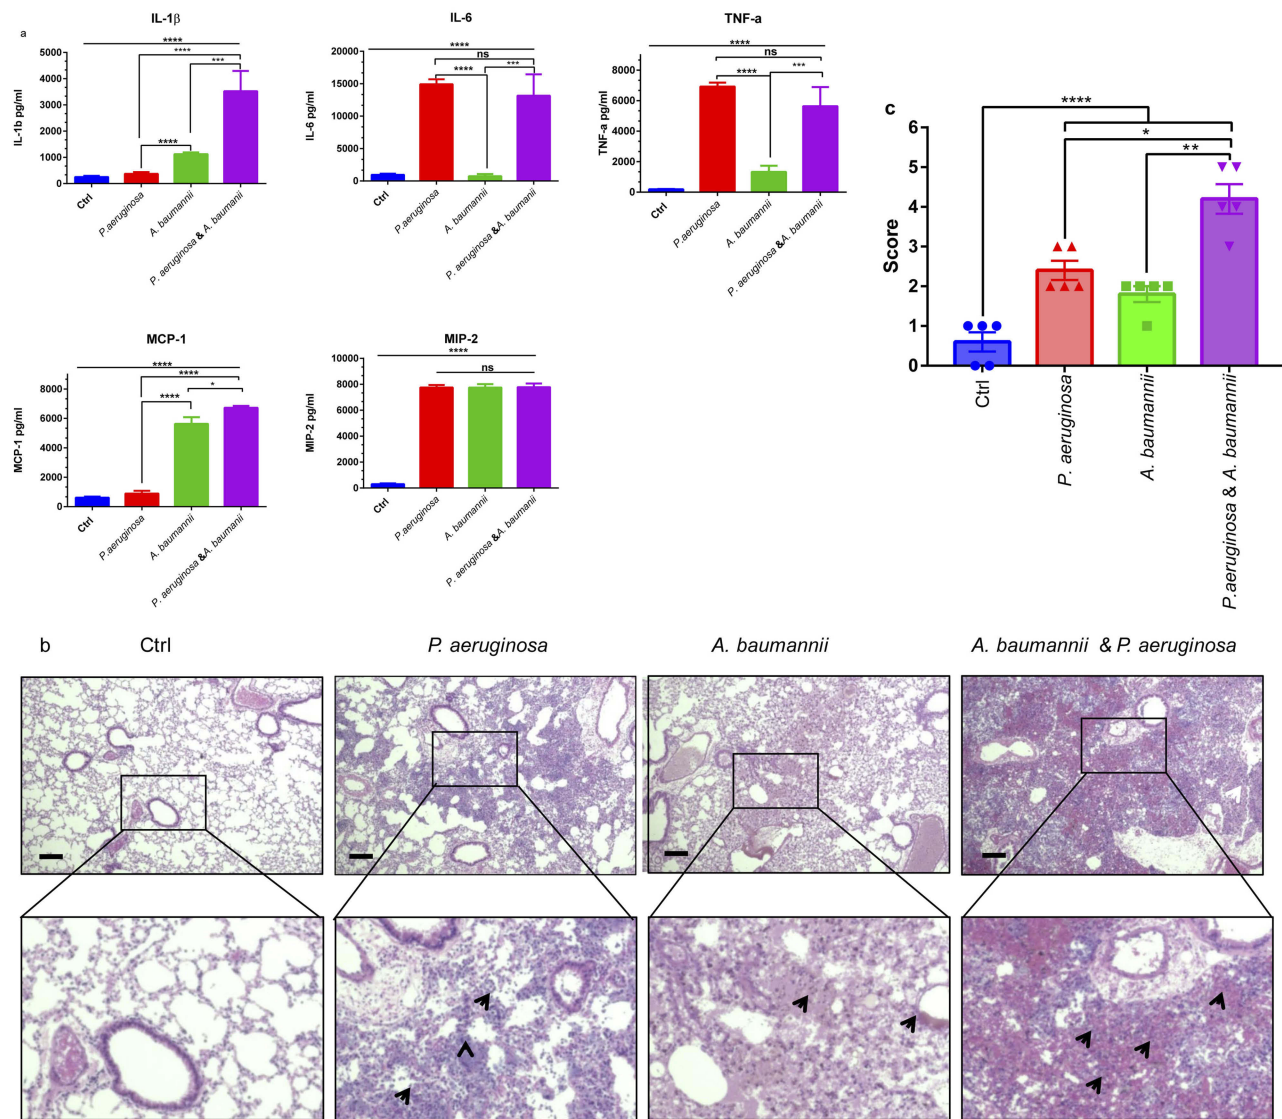 a
IL-1β
****
****
***
****
IL-1b pg/ml
5000
4000
3000
2000
1000
0
Ctrl
P.aeruginosa
A. baumannii
P. aeruginosa & A. baumanii
IL-6
****
ns
****
***
IL-6 pg/ml
20000
15000
10000
5000
0
Ctrl
P.aeruginosa
A. baumannii
P. aeruginosa &A. baumanii
TNF-a
****
ns
****
***
TNF-a pg/ml
8000
6000
4000
2000
0
Ctrl
P.aeruginosa
A. baumannii
P. aeruginosa &A. baumanii
MCP-1
****
****
****
*
MCP-1 pg/ml
8000
6000
4000
2000
0
Ctrl
P.aeruginosa
A. baumannii
P. aeruginosa &A. baumanii
MIP-2
****
ns
MIP-2 pg/ml
10000
8000
6000
4000
2000
0
Ctrl
P.aeruginosa
A. baumannii
P. aeruginosa &A. baumanii
c
****
*
**
Score
6
5
4
3
2
1
0
Ctrl
P. aeruginosa
A. baumannii
P.aeruginosa & A. baumannii
b
Ctrl
P. aeruginosa
A. baumannii
A. baumannii & P. aeruginosa